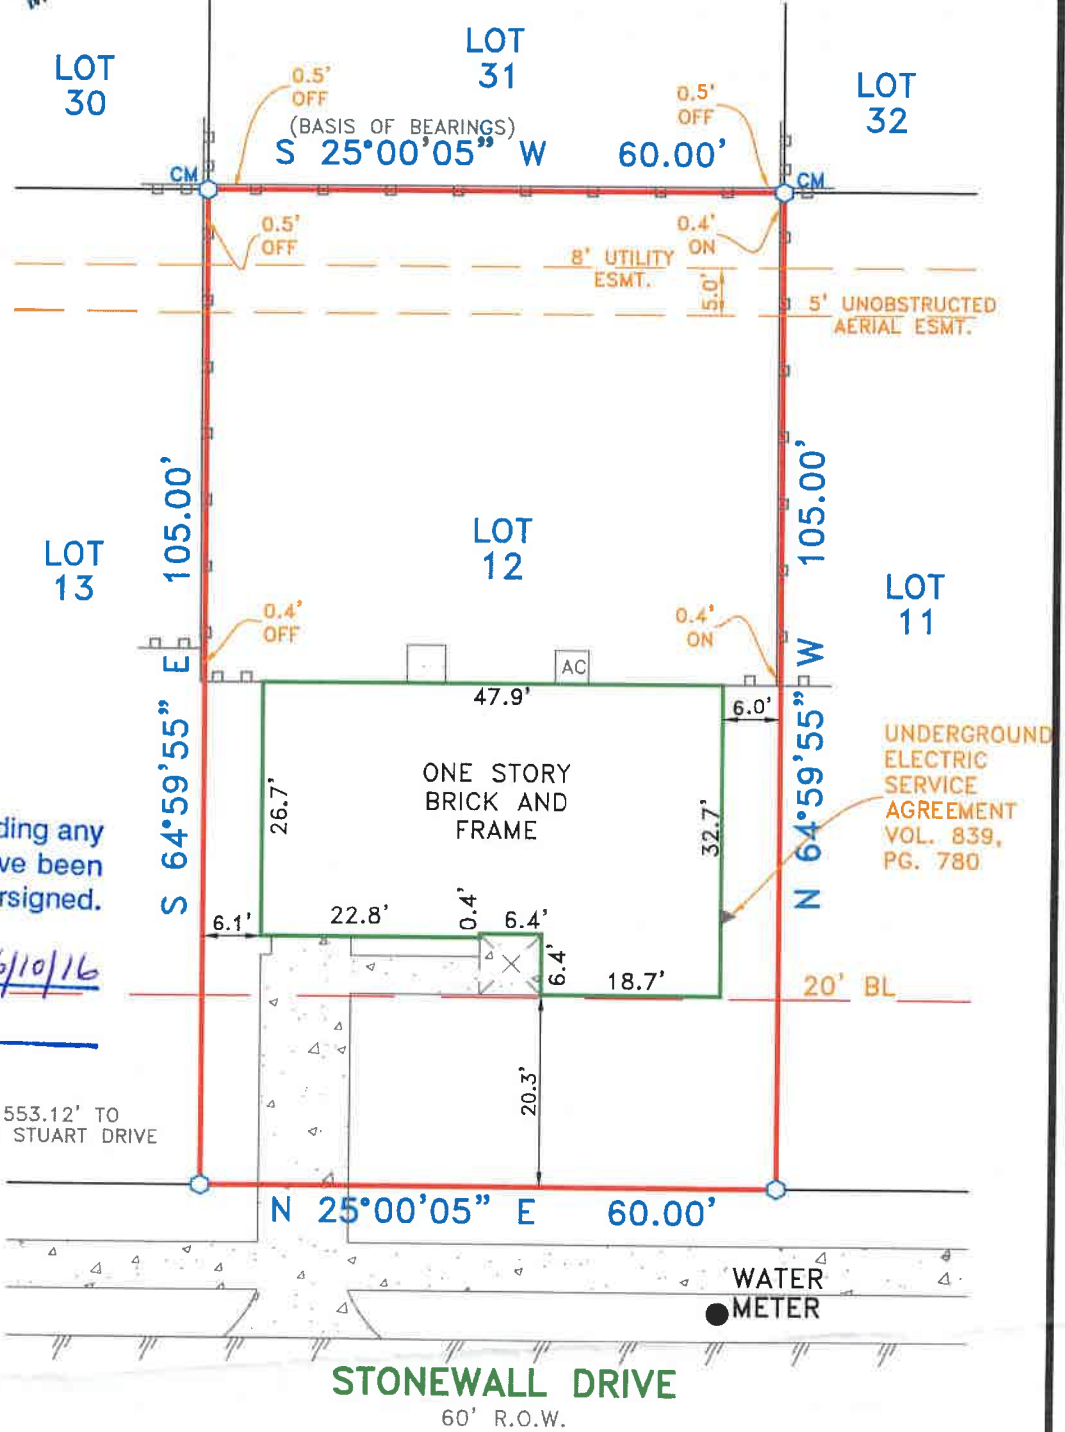 LOT
31
LOT
30
LOT
32
0.5'
OFF
0.5'
OFF
(BASIS OF BEARINGS)
S 25°00'05" W 60.00'
CM
CM
0.5'
OFF
0.4'
ON
8' UTILITY
ESMT.
5.0'
5' UNOBSTRUCTED
AERIAL ESMT.
S 64°59'55" E 105.00'
N 64°59'55" W 105.00'
LOT
12
LOT
13
LOT
11
0.4'
OFF
0.4'
ON
AC
47.9'
6.0'
ONE STORY
BRICK AND
FRAME
26.7'
32.7'
UNDERGROUND
ELECTRIC
SERVICE
AGREEMENT
VOL. 839,
PG. 780
ding any
ve been
rsigned.
6.1'
22.8'
0.4'
6.4'
6.4'
18.7'
/10/16
20' BL
20.3'
553.12' TO
STUART DRIVE
N 25°00'05" E 60.00'
WATER
METER
STONEWALL DRIVE
60' R.O.W.